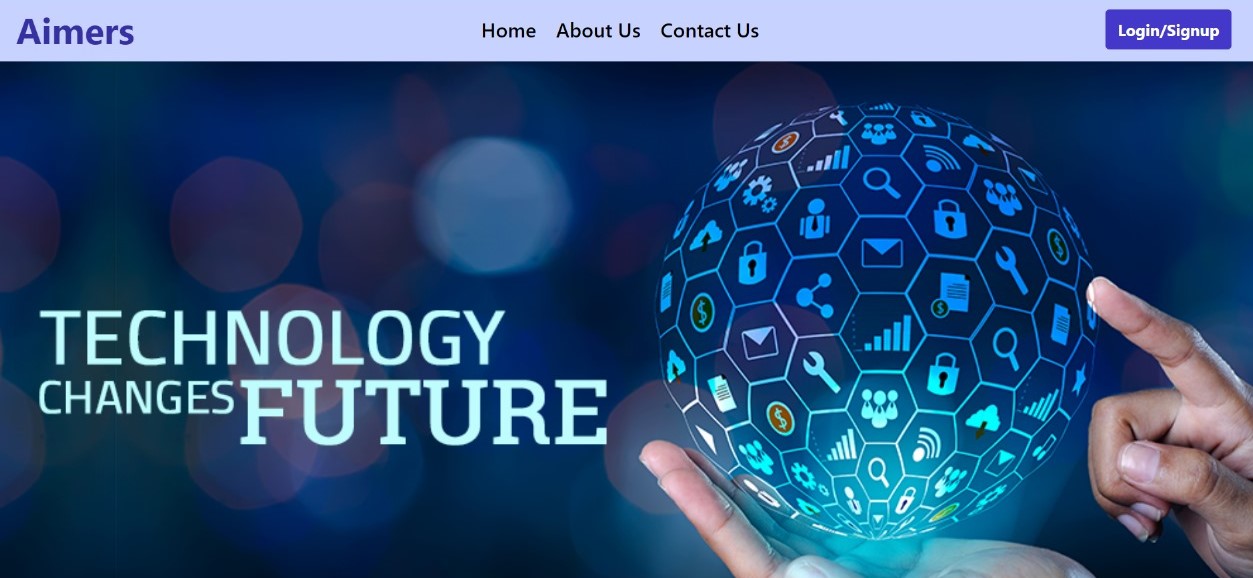 Aimers
Home About Us Contact Us
Login/Signup
TECHNOLOGY
CHANGES FUTURE